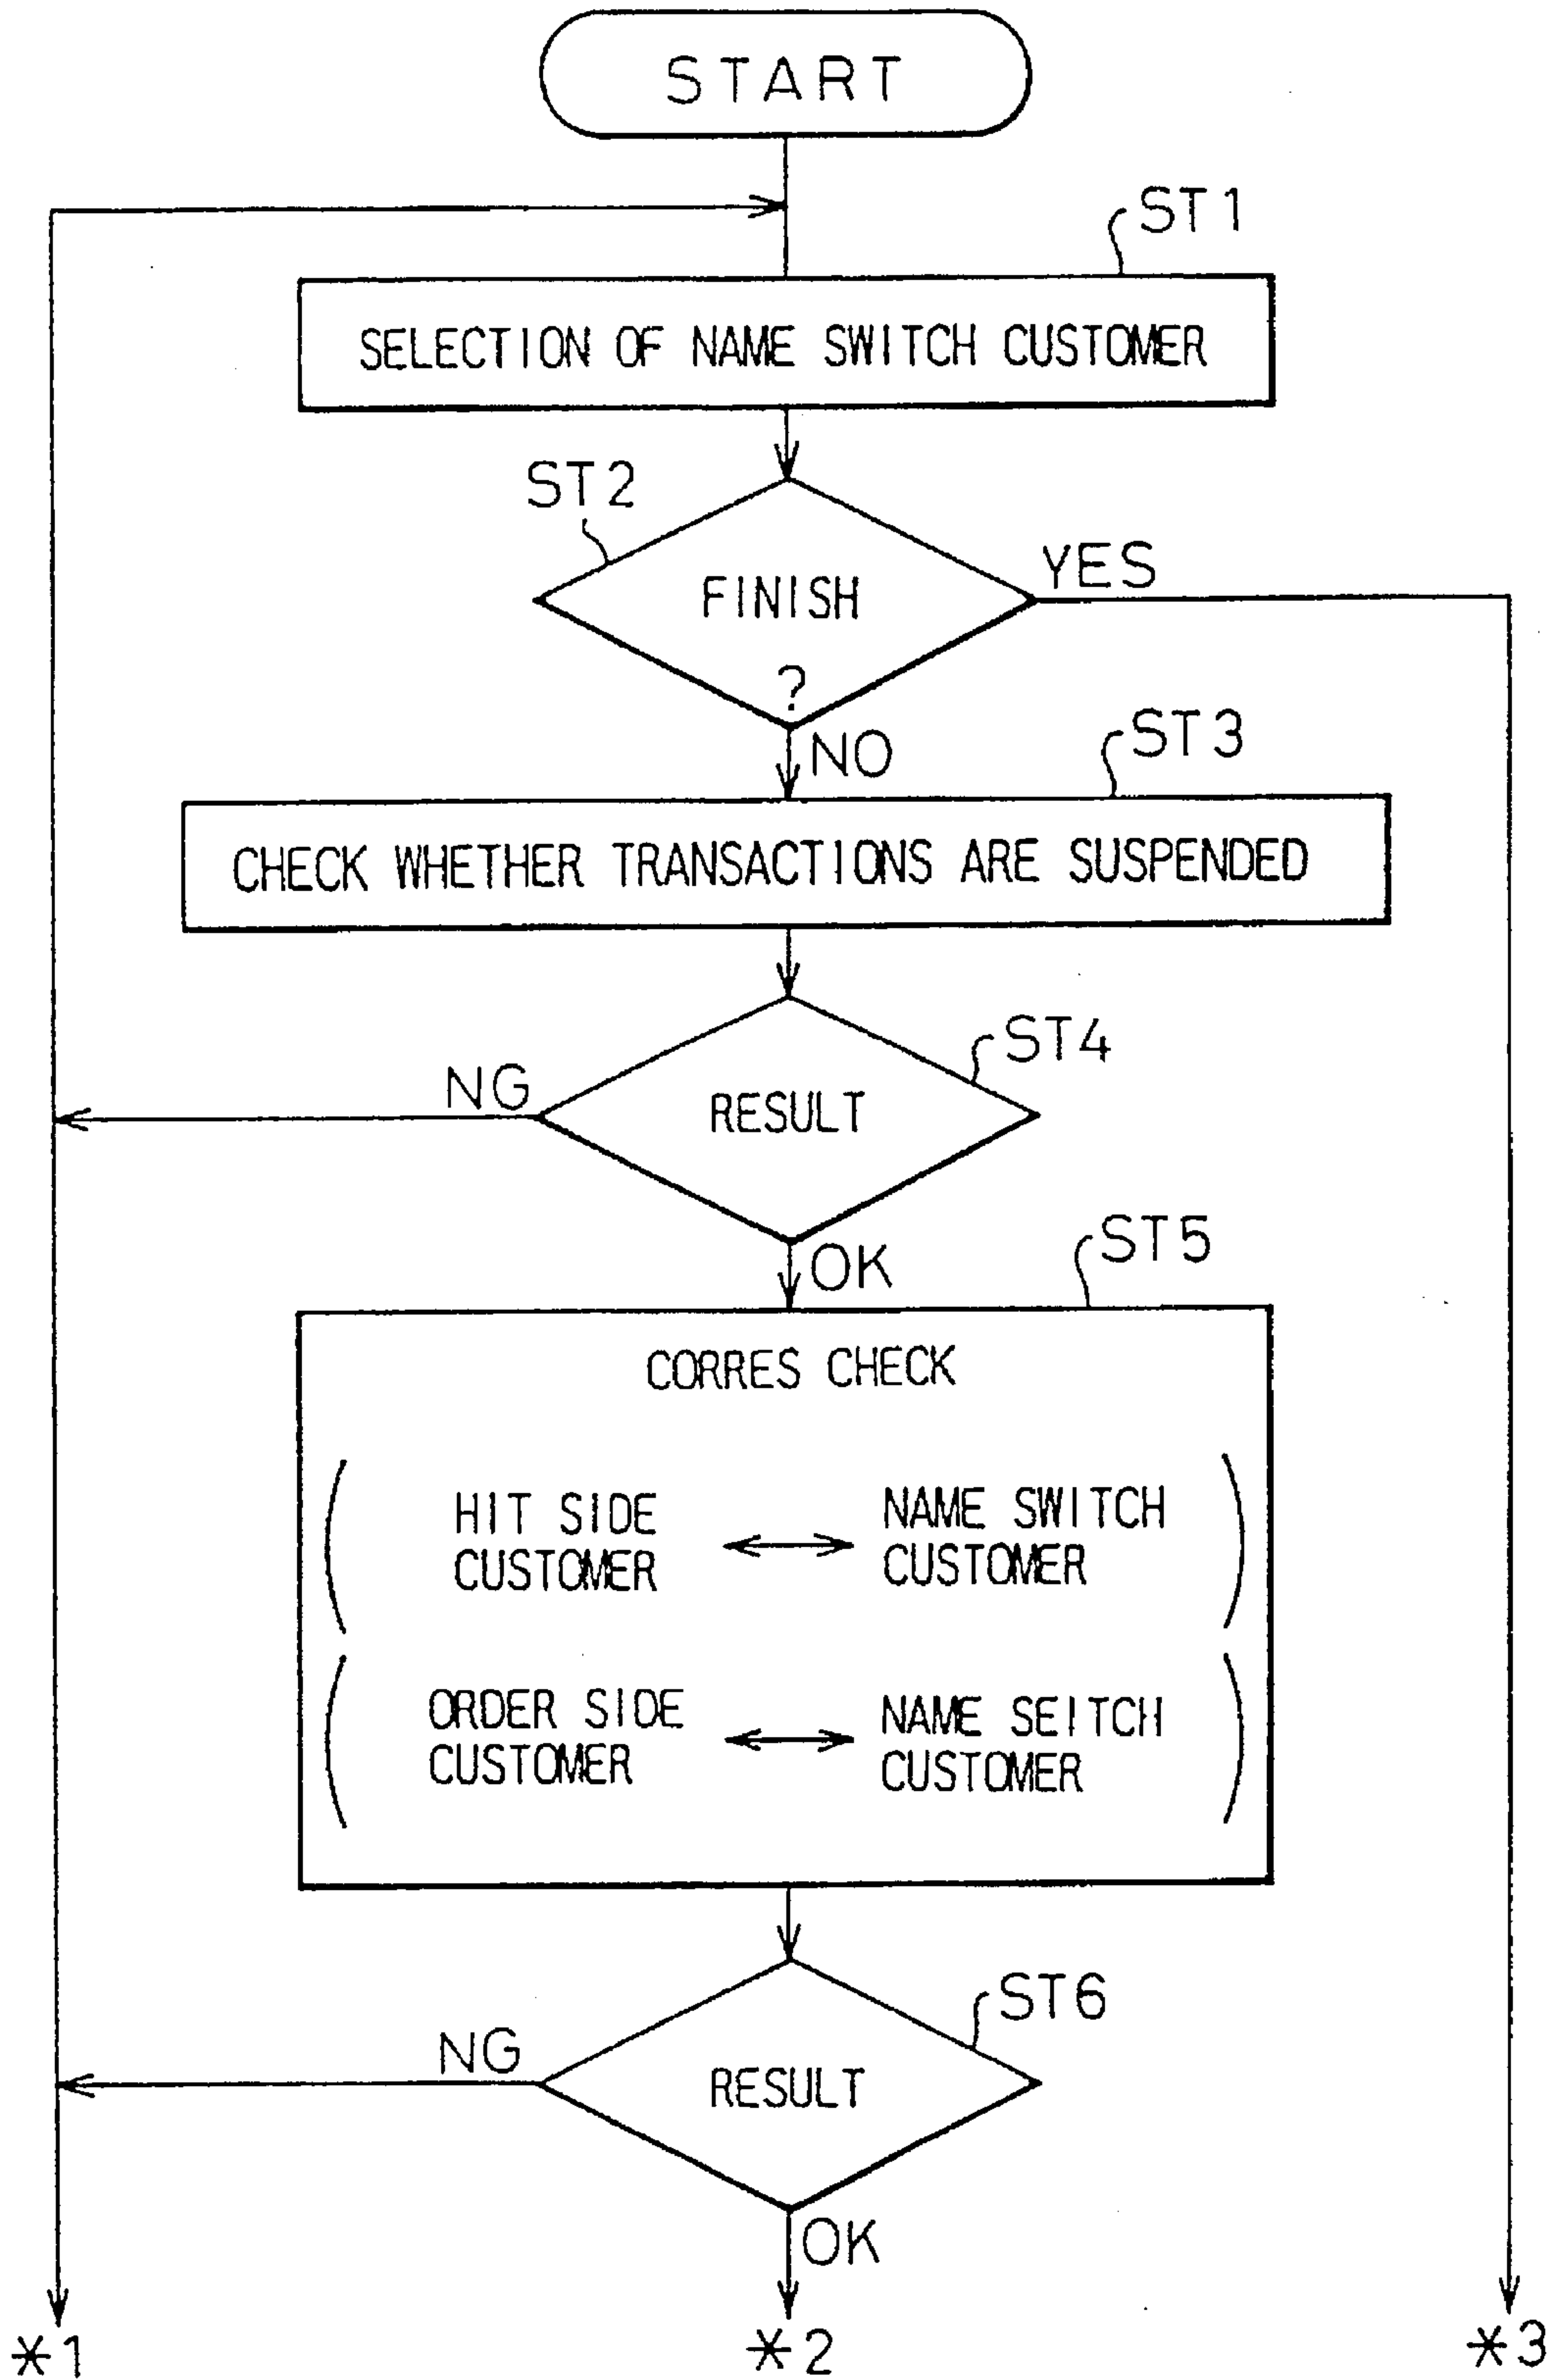 START
ST1
SELECTION OF NAME SWITCH CUSTOMER
ST2
FINISH
?
YES
NO
ST3
CHECK WHETHER TRANSACTIONS ARE SUSPENDED
ST4
NG
RESULT
OK
ST5
CORRES CHECK
HIT SIDE
CUSTOMER
NAME SWITCH
CUSTOMER
ORDER SIDE
CUSTOMER
NAME SEITCH
CUSTOMER
ST6
NG
RESULT
OK
*1
*2
*3